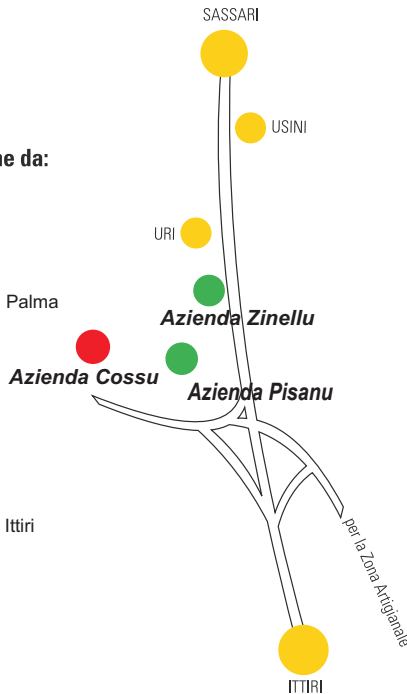 SASSARI
USINI
ne da:
URI
Palma
Azienda Zinellu
Azienda Cossu
Azienda Pisanu
Ittiri
per la Zona Artigianale
ITTIRI